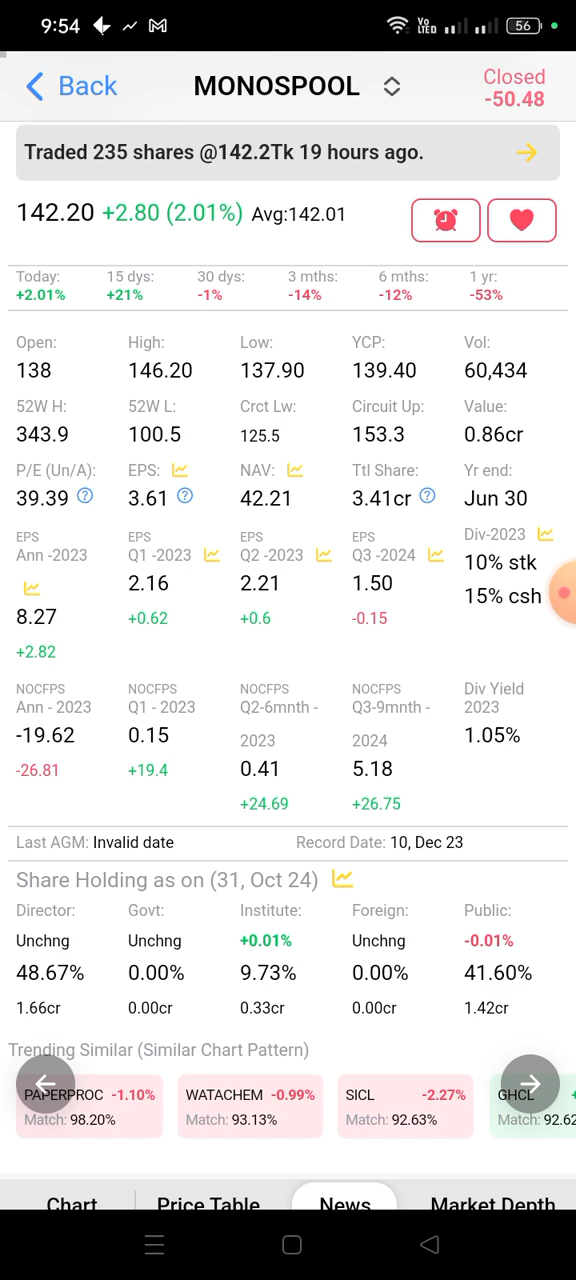 9:54 Vo LTED 56
Back MONOSPOOL Closed
-50.48
Traded 235 shares @142.2Tk 19 hours ago.
142.20 +2.80 (2.01%) Avg:142.01
Today: 15 dys: 30 dys: 3 mths: 6 mths: 1 yr:
+2.01% +21% -1% -14% -12% -53%
Open: High: Low: YCP: Vol:
138 146.20 137.90 139.40 60,434
52W H: 52W L: Crct Lw: Circuit Up: Value:
343.9 100.5 125.5 153.3 0.86cr
P/E (Un/A): EPS: NAV: Ttl Share: Yr end:
39.39 3.61 42.21 3.41cr Jun 30
EPS EPS EPS EPS Div-2023
Ann -2023 Q1 -2023 Q2 -2023 Q3 -2024 10% stk
8.27 2.16 2.21 1.50 15% csh
+2.82 +0.62 +0.6 -0.15
NOCFPS NOCFPS NOCFPS NOCFPS Div Yield
Ann - 2023 Q1 - 2023 Q2-6mnth - Q3-9mnth - 2023
-19.62 0.15 2023 2024 1.05%
-26.81 +19.4 0.41 5.18
+24.69 +26.75
Last AGM: Invalid date Record Date: 10, Dec 23
Share Holding as on (31, Oct 24)
Director: Govt: Institute: Foreign: Public:
Unchng Unchng +0.01% Unchng -0.01%
48.67% 0.00% 9.73% 0.00% 41.60%
1.66cr 0.00cr 0.33cr 0.00cr 1.42cr
Trending Similar (Similar Chart Pattern)
PAPERPROC -1.10% WATACHEM -0.99% SICL -2.27% GHCL +
Match: 98.20% Match: 93.13% Match: 92.63% Match: 92.62
Chart Price Table News Market Depth